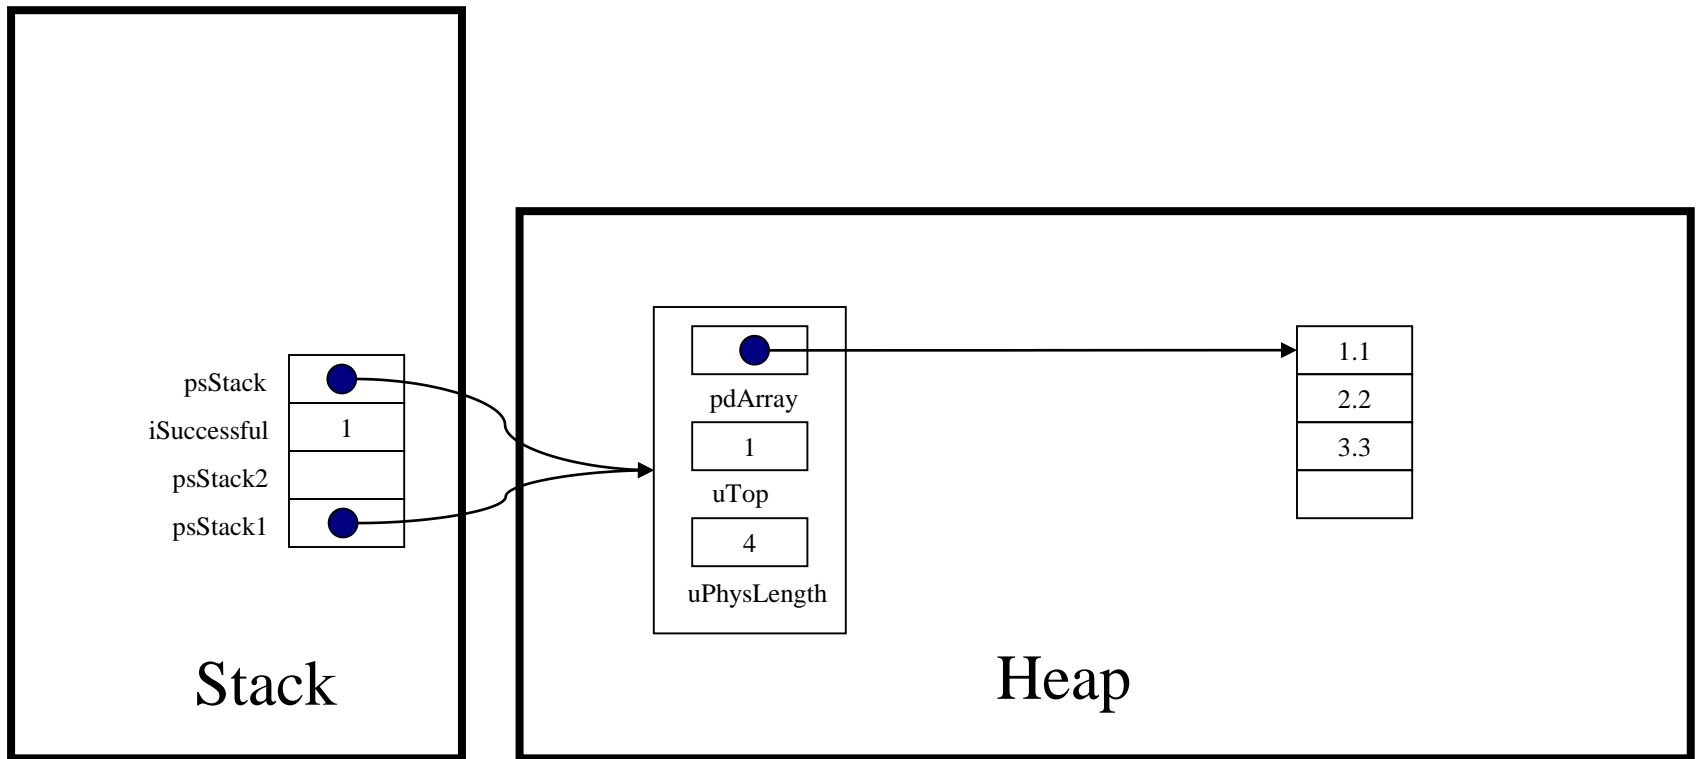 psStack
iSuccessful 1
psStack2
psStack1
Stack
pdArray
1
uTop
4
uPhysLength
1.1
2.2
3.3
Heap